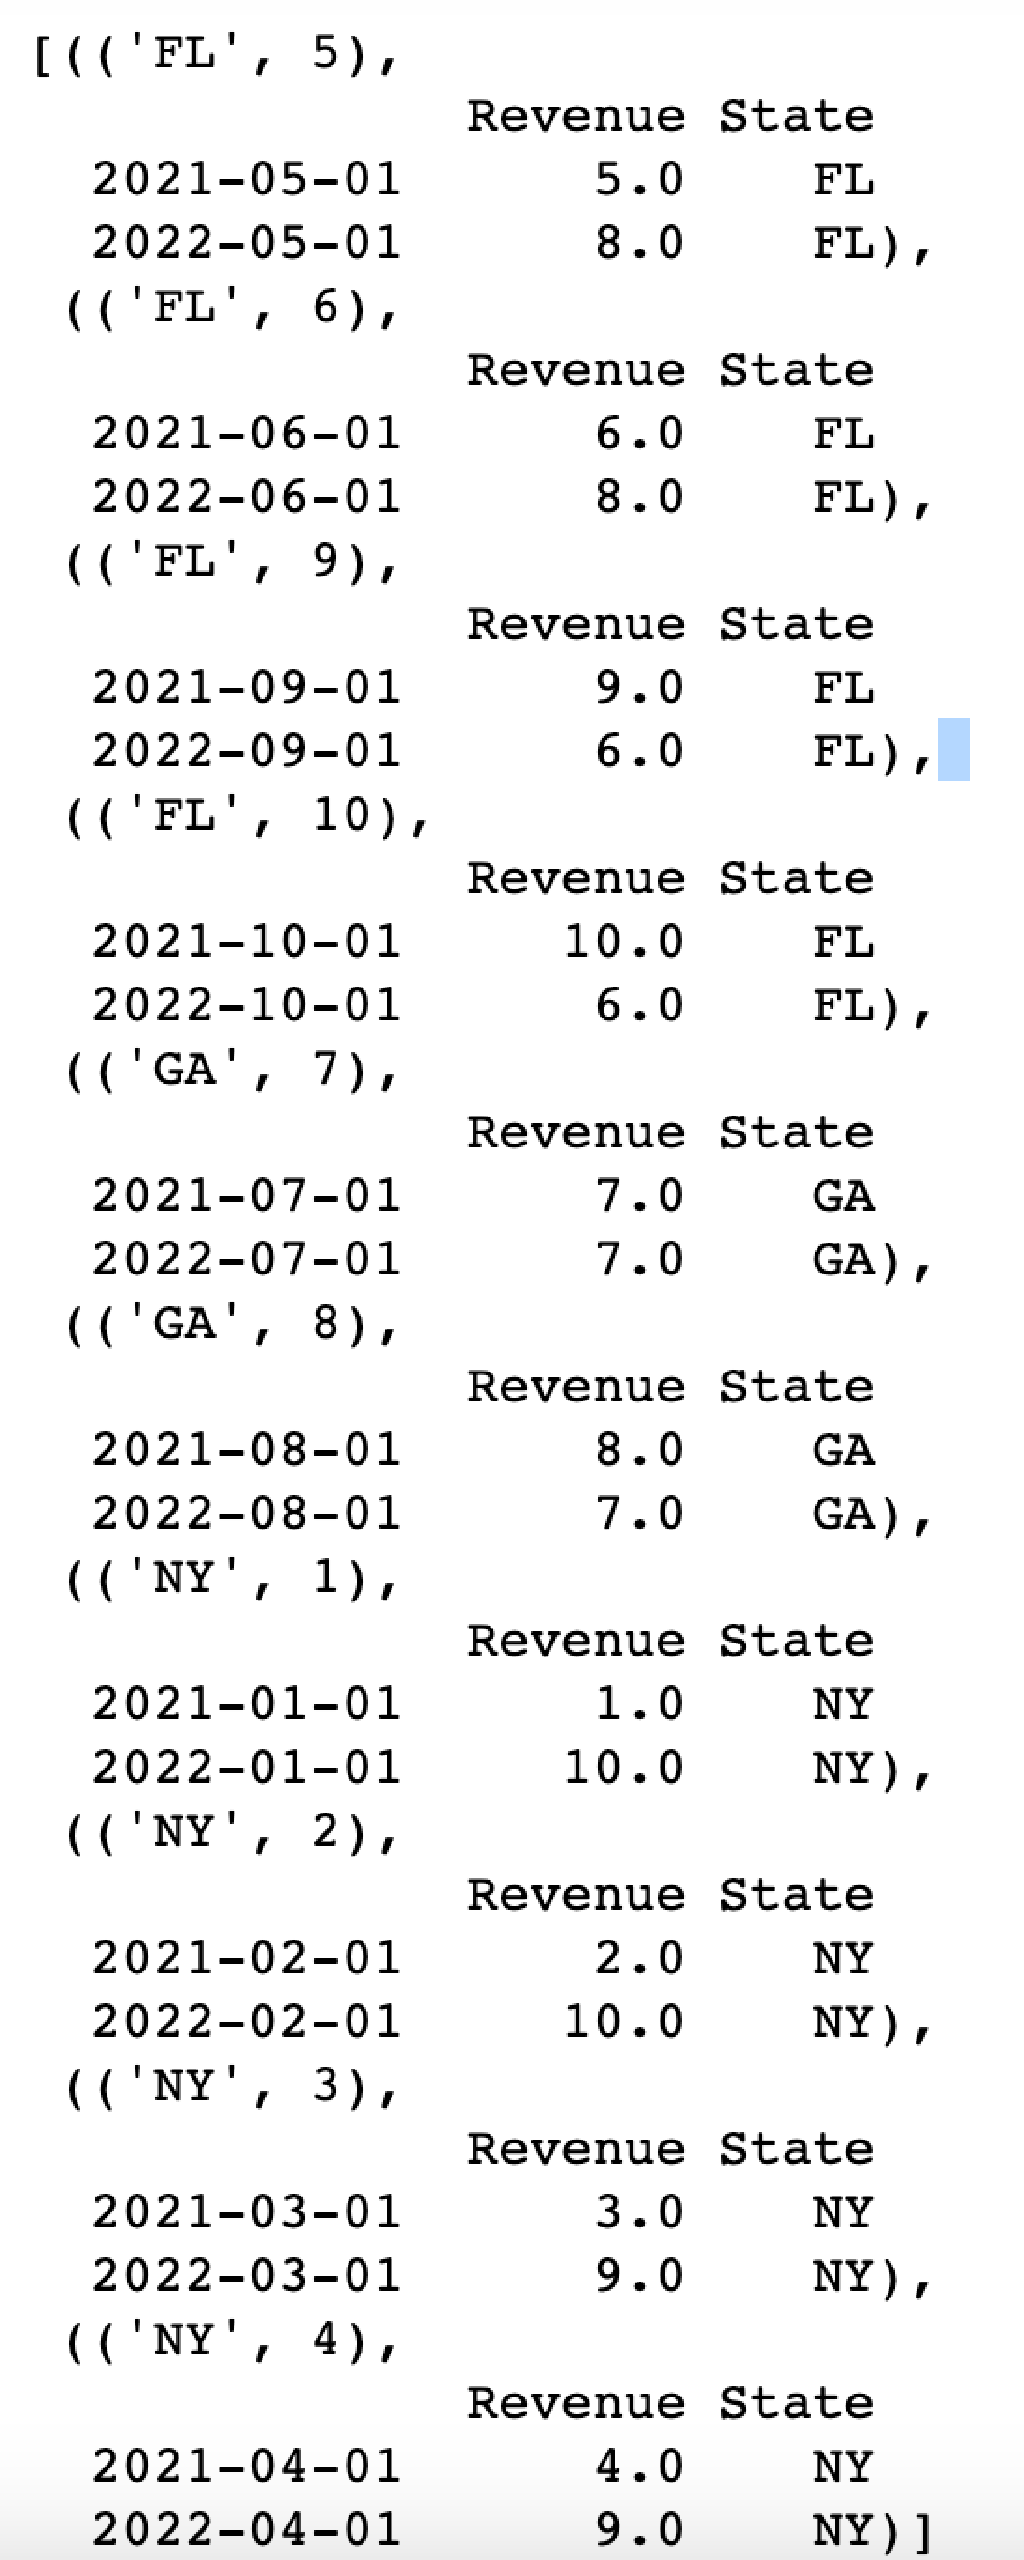 [(('FL', 5),
Revenue State
2021-05-01 5.0 FL
2022-05-01 8.0 FL),
(('FL', 6),
Revenue State
2021-06-01 6.0 FL
2022-06-01 8.0 FL),
(('FL', 9),
Revenue State
2021-09-01 9.0 FL
2022-09-01 6.0 FL),
(('FL', 10),
Revenue State
2021-10-01 10.0 FL
2022-10-01 6.0 FL),
(('GA', 7),
Revenue State
2021-07-01 7.0 GA
2022-07-01 7.0 GA),
(('GA', 8),
Revenue State
2021-08-01 8.0 GA
2022-08-01 7.0 GA),
(('NY', 1),
Revenue State
2021-01-01 1.0 NY
2022-01-01 10.0 NY),
(('NY', 2),
Revenue State
2021-02-01 2.0 NY
2022-02-01 10.0 NY),
(('NY', 3),
Revenue State
2021-03-01 3.0 NY
2022-03-01 9.0 NY),
(('NY', 4),
Revenue State
2021-04-01 4.0 NY
2022-04-01 9.0 NY)]